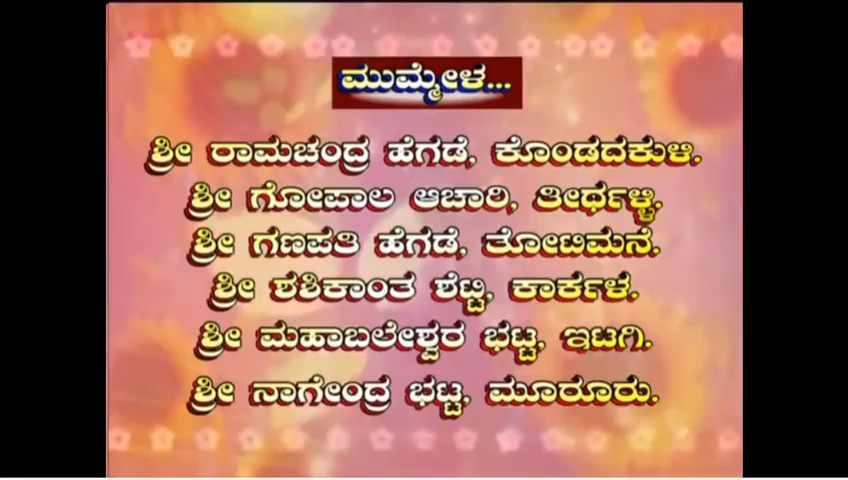 ಮುಮ್ಮೇಳ...
ಶ್ರೀ ರಾಮಚಂದ್ರ ಹೆಗಡೆ, ಕೊಂಡದಕುಳಿ.
ಶ್ರೀ ಗೋಪಾಲ ಆಚಾರಿ, ತೀರ್ಥಳ್ಳಿ.
ಶ್ರೀ ಗಣಪತಿ ಹೆಗಡೆ, ತೋಟಿಮನೆ.
ಶ್ರೀ ಶಶಿಕಾಂತ ಶೆಟ್ಟಿ, ಕಾರ್ಕಳ.
ಶ್ರೀ ಮಹಾಬಲೇಶ್ವರ ಭಟ್ಟ, ಇಟಗಿ.
ಶ್ರೀ ನಾಗೇಂದ್ರ ಭಟ್ಟ, ಮೂರೂರು.